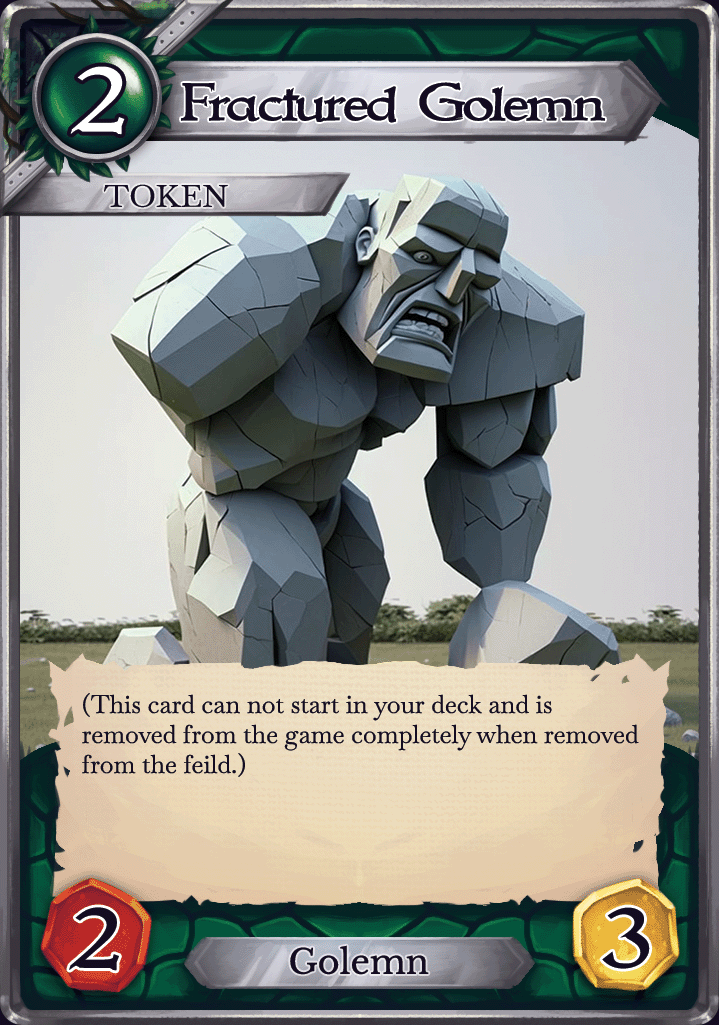 2
Fractured Golemn
TOKEN
(This card can not start in your deck and is
removed from the game completely when removed
from the feild.)
2
Golemn
3